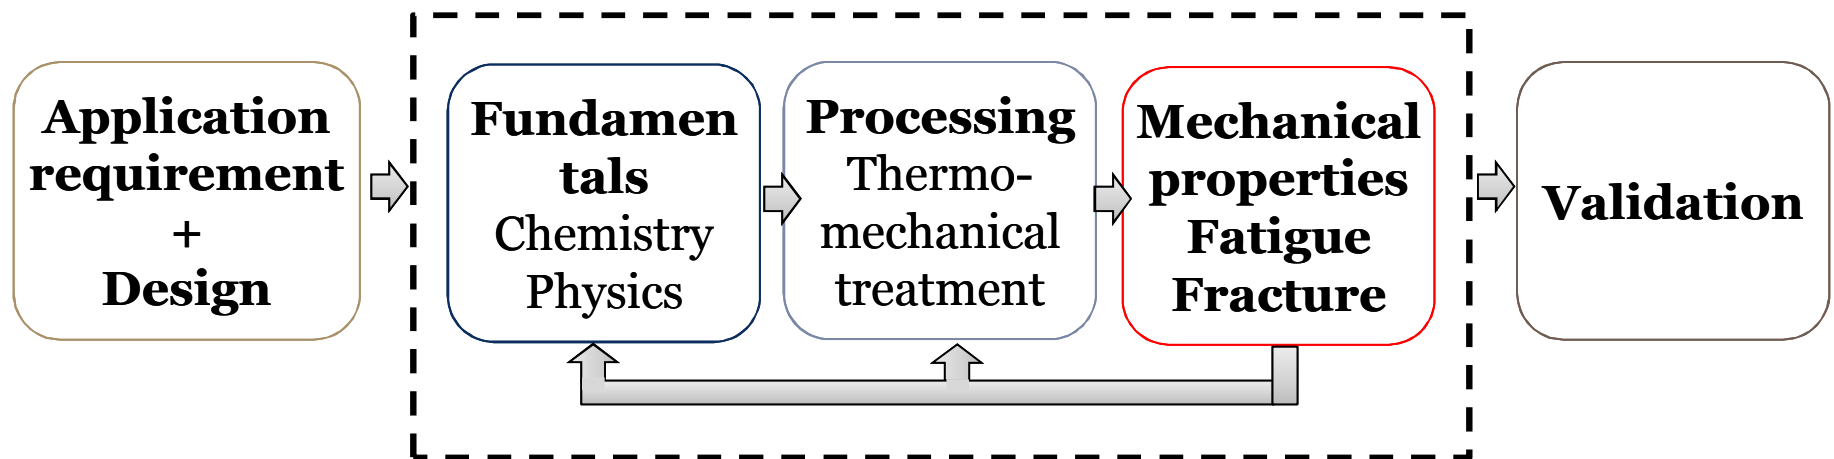 Application
requirement
+
Design
Fundamen
tals
Chemistry
Physics
Processing
Thermo-
mechanical
treatment
Mechanical
properties
Fatigue
Fracture
Validation